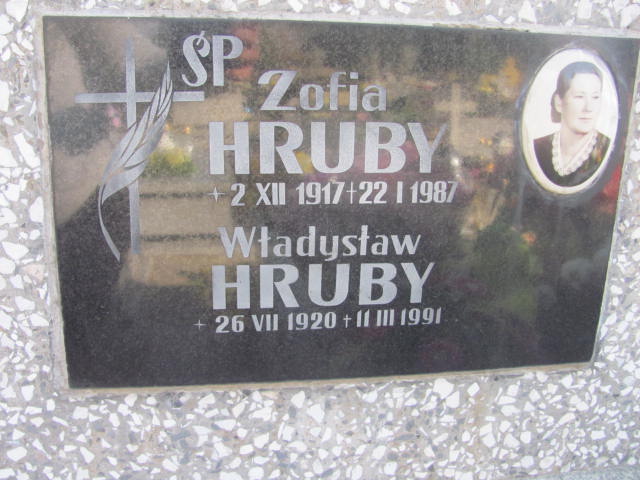 ŚP
Zofia
HRUBY
+ 2 XII 1917 + 22 I 1987
Władysław
HRUBY
+ 26 VII 1920 + 11 III 1991